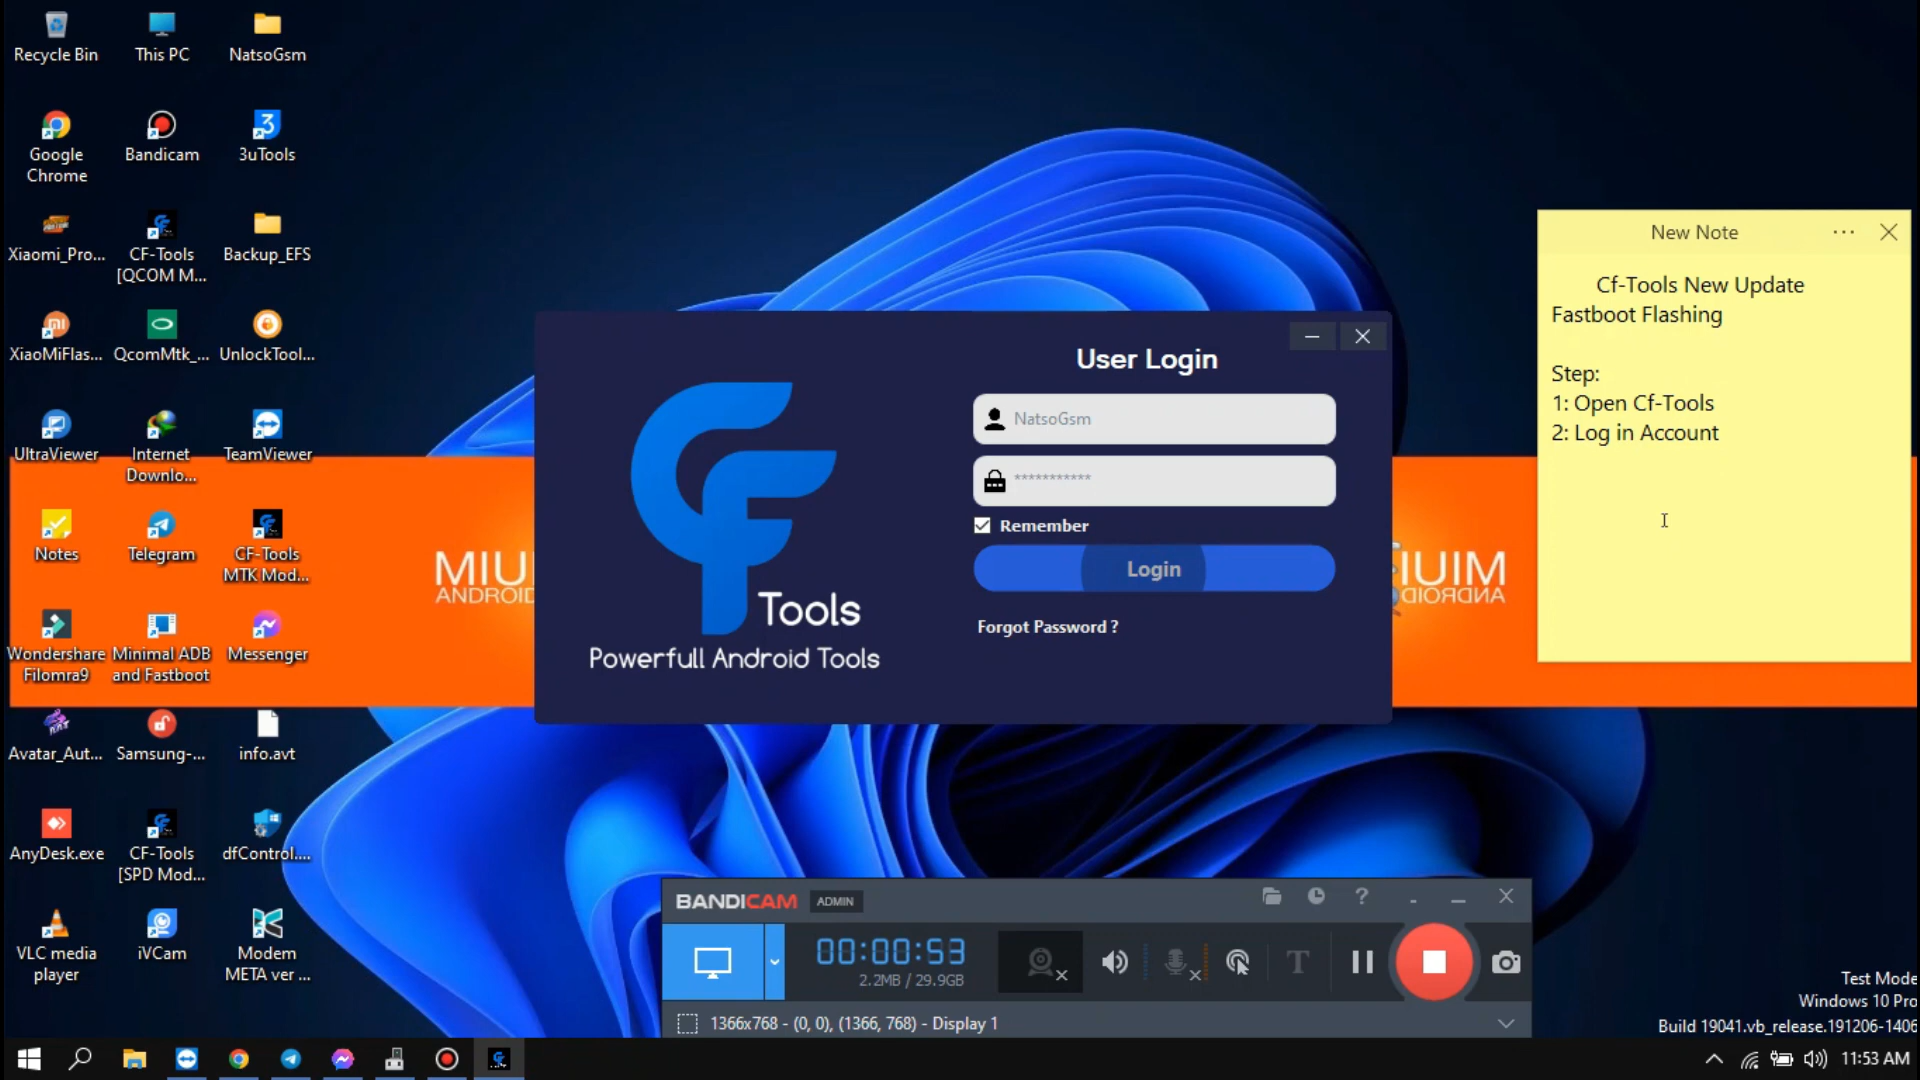 Recycle Bin
This PC
NatsoGsm
Google
Chrome
Bandicam
3uTools
Xiaomi_Pro...
CF-Tools
[QCOM M...
Backup_EFS
XiaoMiFlas...
QcomMtk_...
UnlockTool...
UltraViewer
Internet
Downlo...
TeamViewer
Notes
Telegram
CF-Tools
MTK Mod...
Wondershare
Filomra9
Minimal ADB
and Fastboot
Messenger
Avatar_Aut...
Samsung-...
info.avt
AnyDesk.exe
CF-Tools
[SPD Mod...
dfControl....
VLC media
player
iVCam
Modem
META ver ...
MIUI
ANDROID
User Login
NatsoGsm
***********
Remember
Login
Forgot Password ?
Tools
Powerfull Android Tools
New Note
Cf-Tools New Update
Fastboot Flashing
Step:
1: Open Cf-Tools
2: Log in Account
BANDICAM
ADMIN
00:00:53
2.2MB / 29.9GB
1366x768 - (0, 0), (1366, 768) - Display 1
Test Mode
Windows 10 Pro
Build 19041.vb_release.191206-1406
11:53 AM